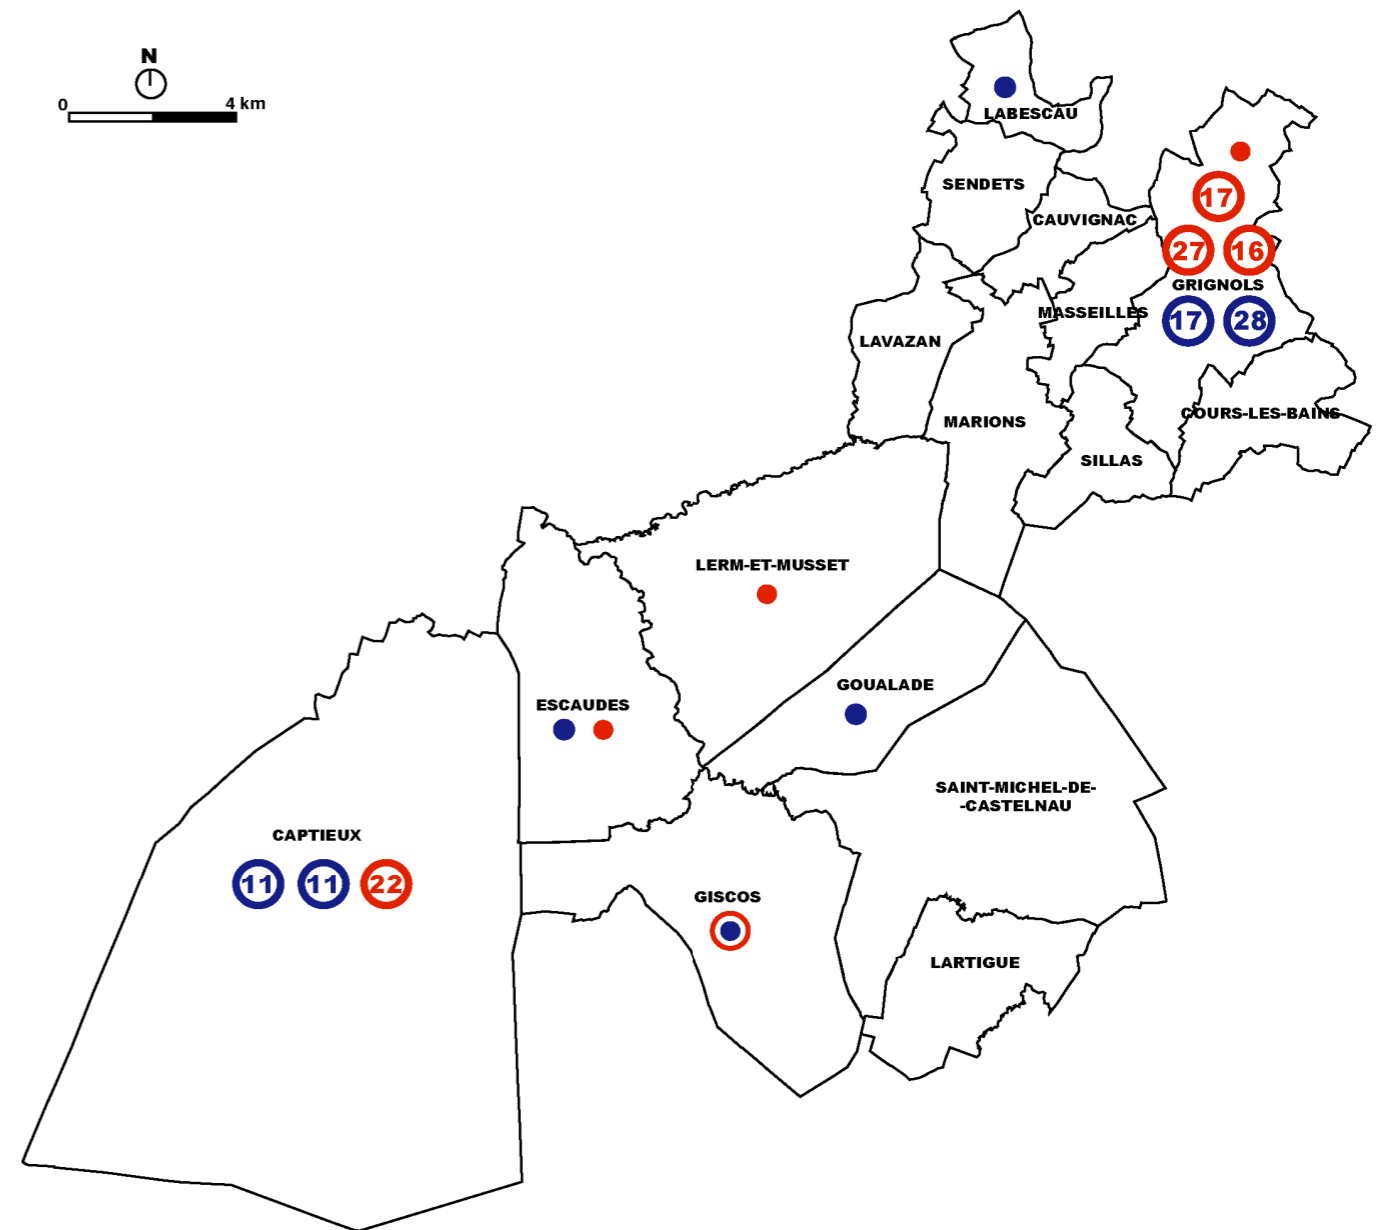 N
0 4 km
LABESCAU
SENDETS
CAUVIGNAC
17
27 16
GRIGNOLS
MASSEILLES
17 28
LAVAZAN
COURS-LES-BAINS
MARIONS
SILLAS
LERM-ET-MUSSET
GOUALADE
ESCAUDES
SAINT-MICHEL-DE-
-CASTELNAU
CAPTIEUX
11 11 22
GISCOS
LARTIGUE